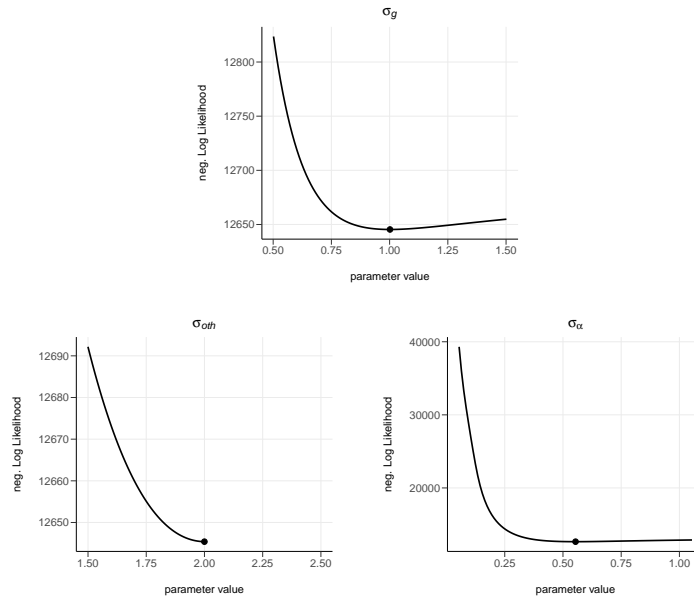 σg
neg. Log Likelihood
12800
12750
12700
12650
0.50 0.75 1.00 1.25 1.50
parameter value
σoth
neg. Log Likelihood
12690
12680
12670
12660
12650
1.50 1.75 2.00 2.25 2.50
parameter value
σα
neg. Log Likelihood
40000
30000
20000
0.25 0.50 0.75 1.00
parameter value